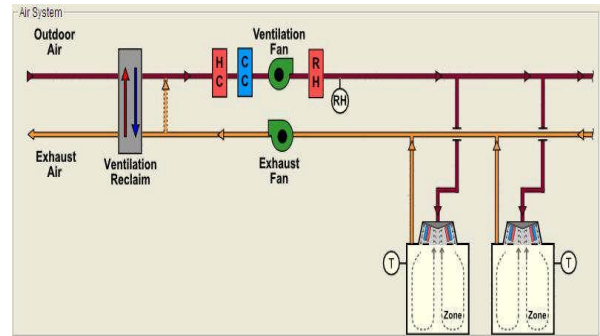 Air System
Outdoor
Air
Ventilation
Fan
H
C
C
C
R
H
RH
Exhaust
Air
Ventilation
Reclaim
Exhaust
Fan
T
T
Zone
Zone